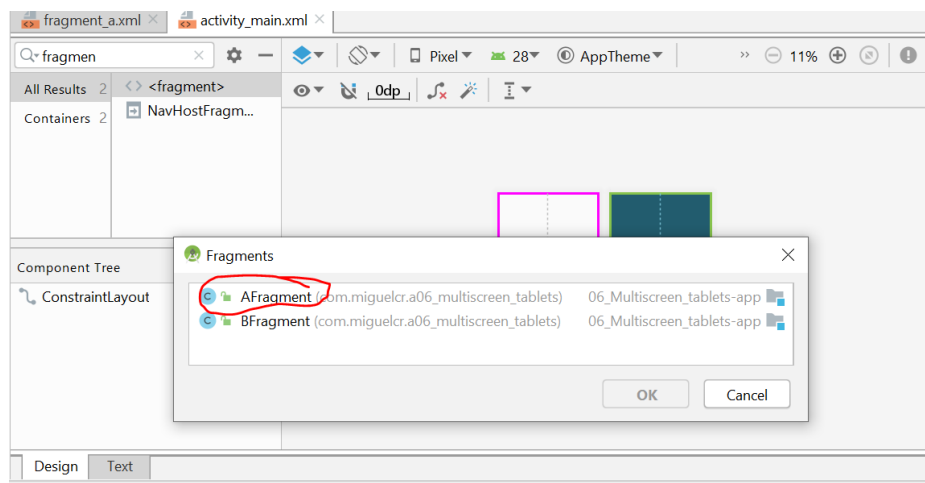 fragment_a.xml activity_main.xml
fragmen Pixel 28 AppTheme >> 11%
All Results 2 <> <fragment> 0dp
Containers 2 NavHostFragm...
Component Tree
ConstraintLayout
Fragments
C AFragment (com.miguelcr.a06_multiscreen_tablets) 06_Multiscreen_tablets-app
C BFragment (com.miguelcr.a06_multiscreen_tablets) 06_Multiscreen_tablets-app
OK Cancel
Design Text